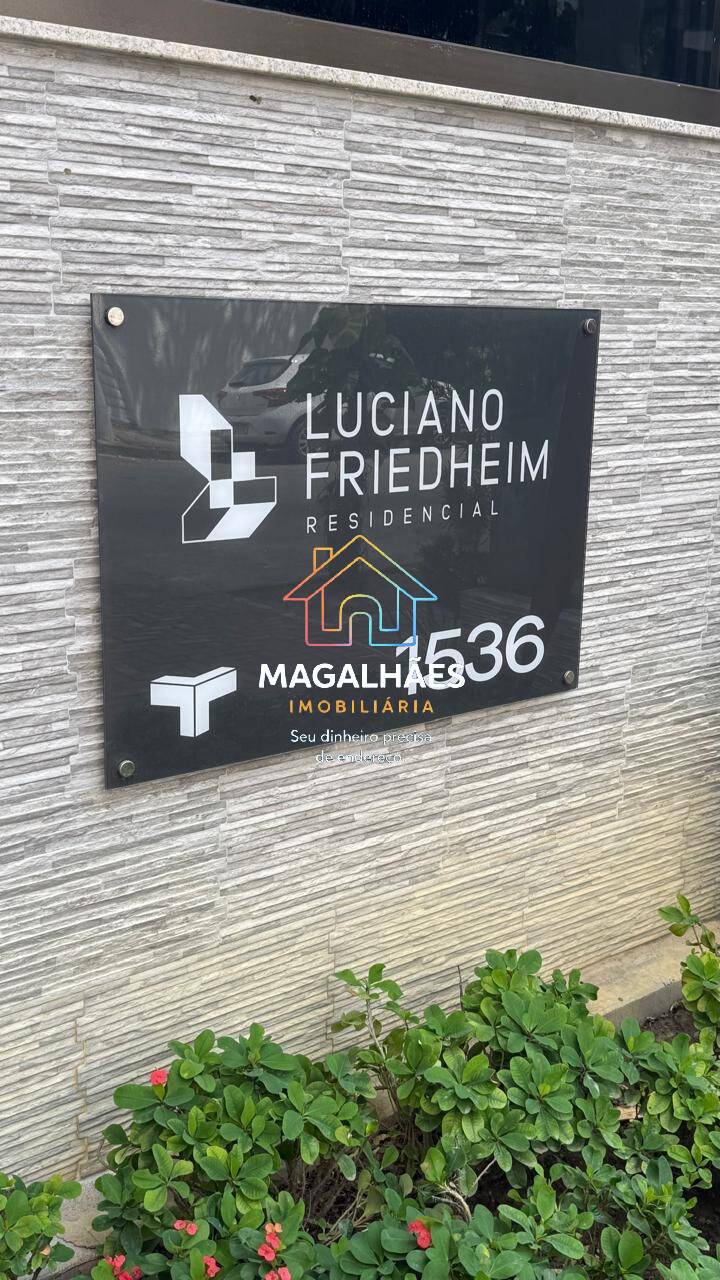 LUCIANO
FRIEDHEIM
RESIDENCIAL
1536
MAGALHÃES
IMOBILIÁRIA
Seu dinheiro precisa
de endereço